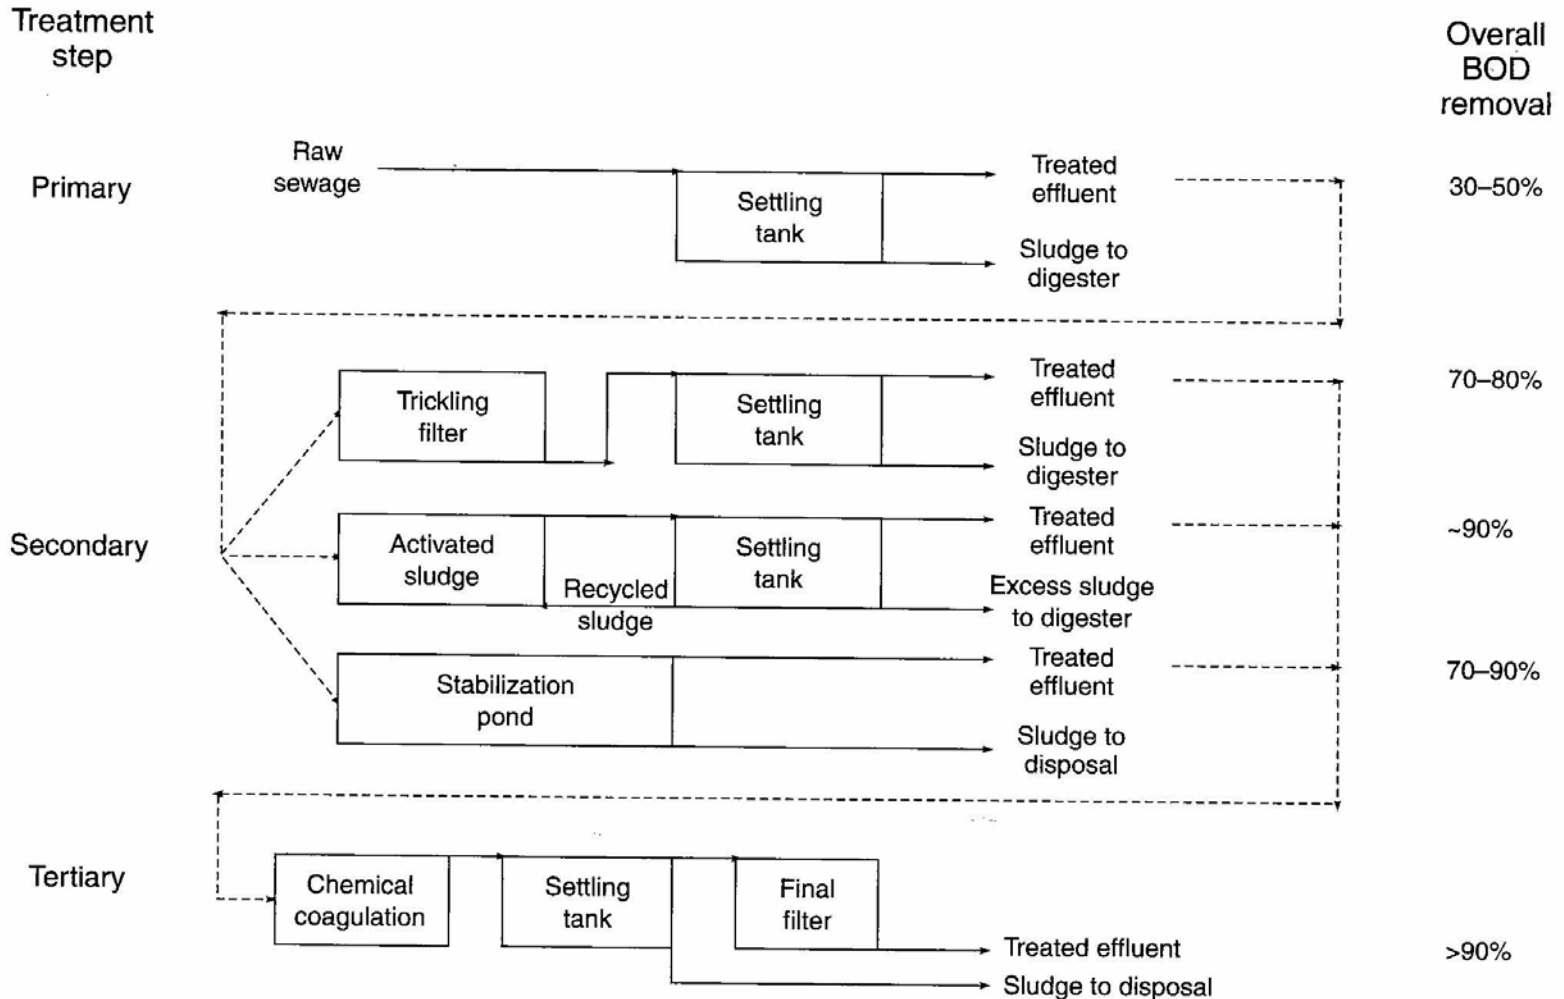 Treatment
step
Overall
BOD
removal
Primary
Raw
sewage
Settling
tank
Treated
effluent
Sludge to
digester
30–50%
Secondary
Trickling
filter
Settling
tank
Treated
effluent
Sludge to
digester
70–80%
Activated
sludge
Recycled
sludge
Settling
tank
Treated
effluent
Excess sludge
to digester
~90%
Stabilization
pond
Treated
effluent
Sludge to
disposal
70–90%
Tertiary
Chemical
coagulation
Settling
tank
Final
filter
Treated effluent
Sludge to disposal
>90%